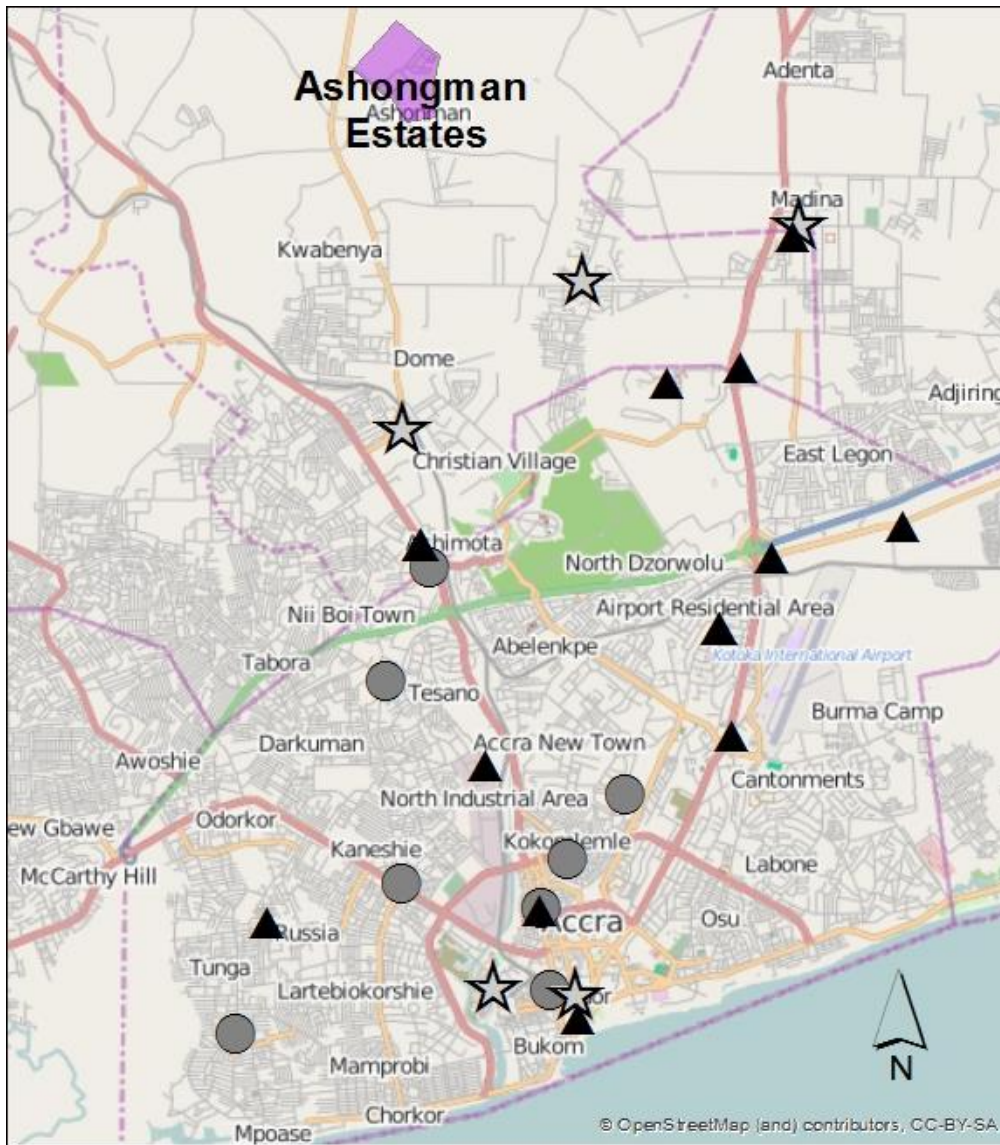 Adenta
Ashongman
Ashonman
Estates
Madina
Kwabenya
Dome
Adjiring
Christian Village
East Legon
North Dzorwolu
Nii Boi Town
Airport Residential Area
Abelenkpe
Kotoka International Airport
Tabora
Tesano
Burma Camp
Darkuman
Accra New Town
Awoshie
Cantonments
North Industrial Area
Odorkor
ew Gbawe
Kaneshie
Labone
McCarthy Hill
Osu
Accra
Russia
Tunga
Lartebiokorshie
Bukom
Mamprobi
N
Chorkor
Mpoase
© OpenStreetMap (and) contributors, CC-BY-SA